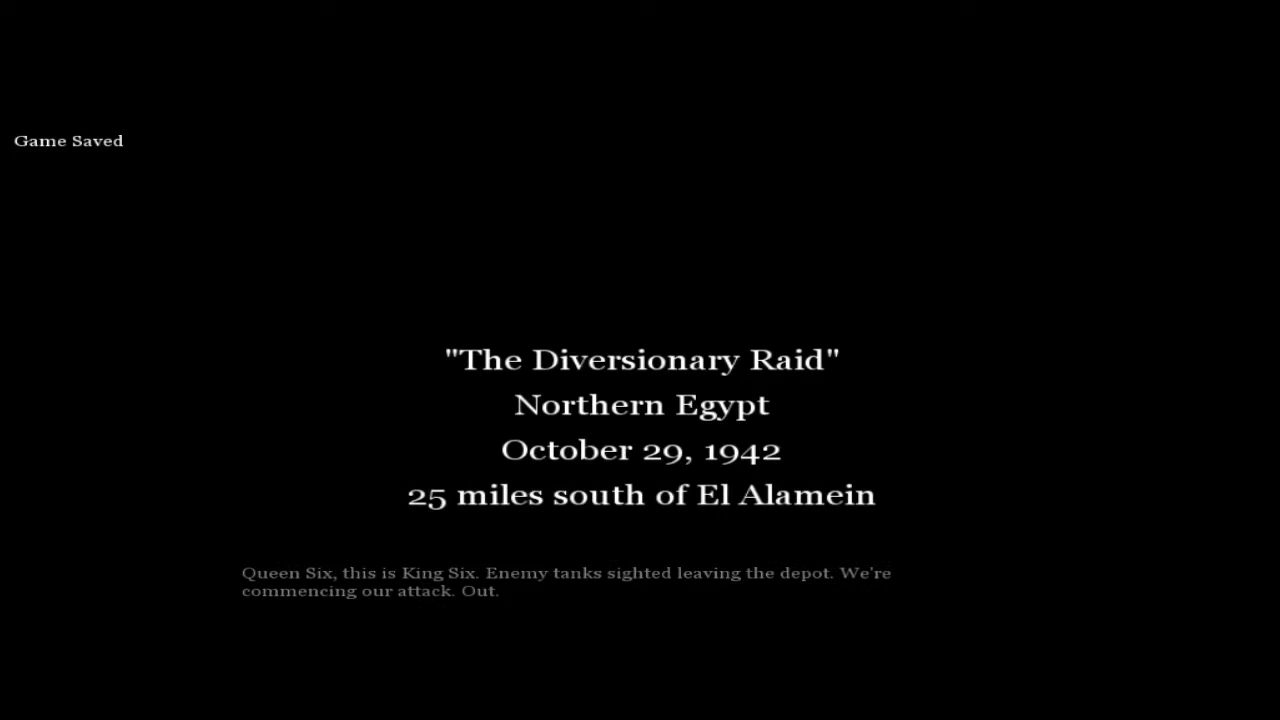 Game Saved
"The Diversionary Raid"
Northern Egypt
October 29, 1942
25 miles south of El Alamein
Queen Six, this is King Six. Enemy tanks sighted leaving the depot. We're
commencing our attack. Out.